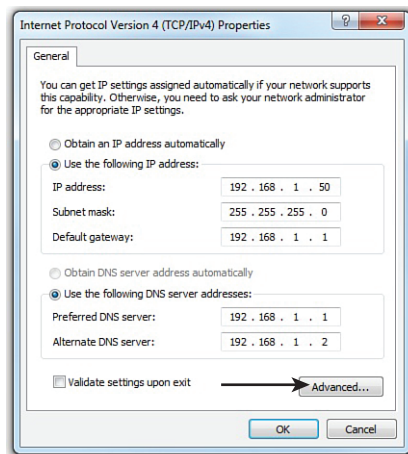 Internet Protocol Version 4 (TCP/IPv4) Properties
General
You can get IP settings assigned automatically if your network supports
this capability. Otherwise, you need to ask your network administrator
for the appropriate IP settings.
Obtain an IP address automatically
Use the following IP address:
IP address: 192 . 168 . 1 . 50
Subnet mask: 255 . 255 . 255 . 0
Default gateway: 192 . 168 . 1 . 1
Obtain DNS server address automatically
Use the following DNS server addresses:
Preferred DNS server: 192 . 168 . 1 . 1
Alternate DNS server: 192 . 168 . 1 . 2
Validate settings upon exit Advanced...
OK Cancel